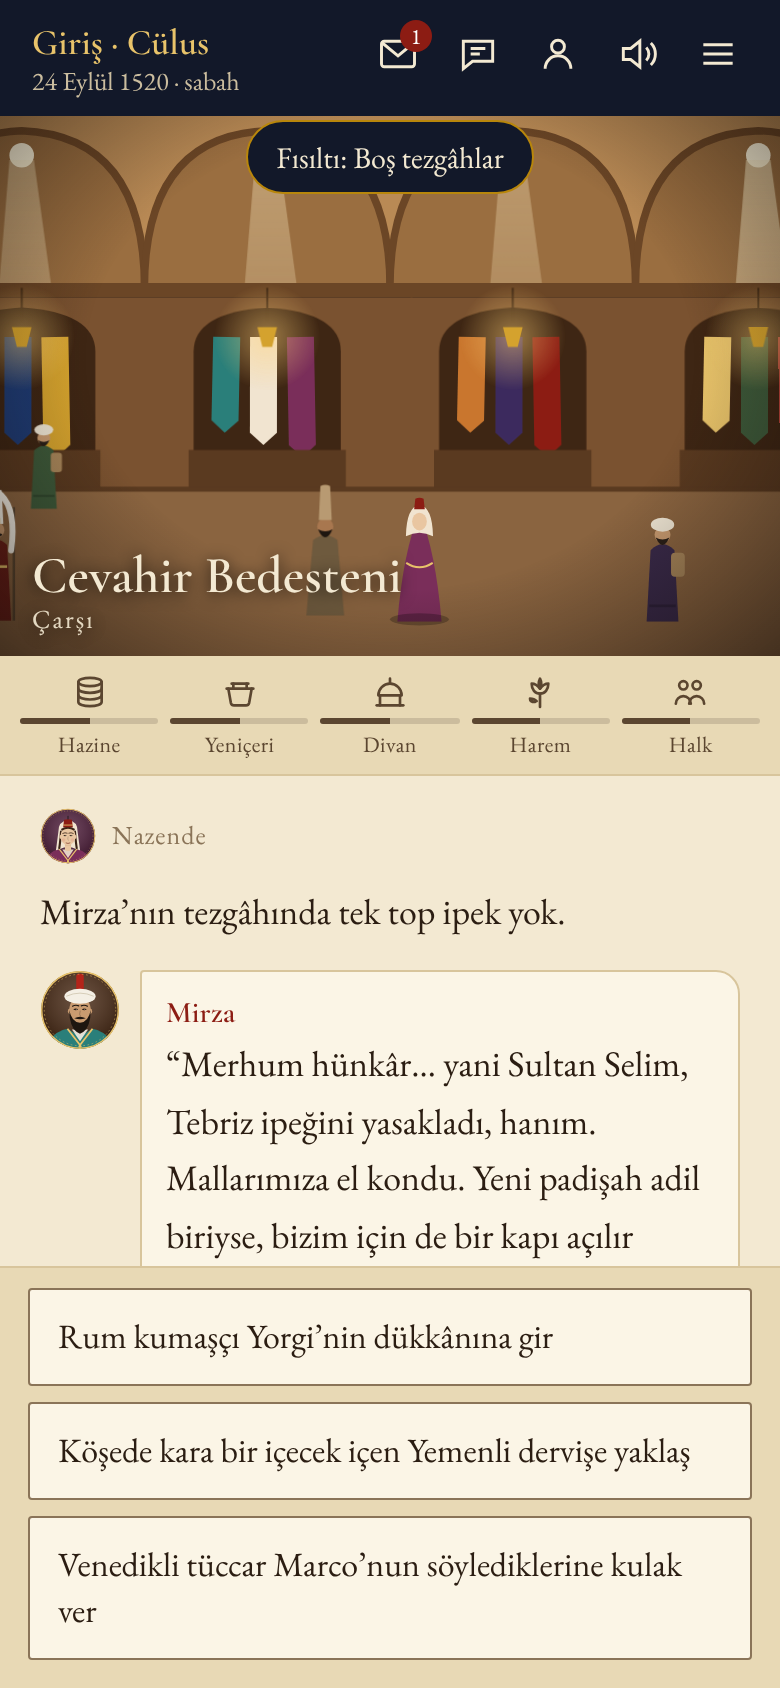 Giriş · Cülus
24 Eylül 1520 · sabah
1
Fısıltı: Boş tezgâhlar
Cevahir Bedesteni
Çarşı
Hazine
Yeniçeri
Divan
Harem
Halk
Nazende
Mirza’nın tezgâhında tek top ipek yok.
Mirza
“Merhum hünkâr… yani Sultan Selim,
Tebriz ipeğini yasakladı, hanım.
Mallarımıza el kondu. Yeni padişah adil
biriyse, bizim için de bir kapı açılır
Rum kumaşçı Yorgi’nin dükkânına gir
Köşede kara bir içecek içen Yemenli dervişe yaklaş
Venedikli tüccar Marco’nun söylediklerine kulak
ver